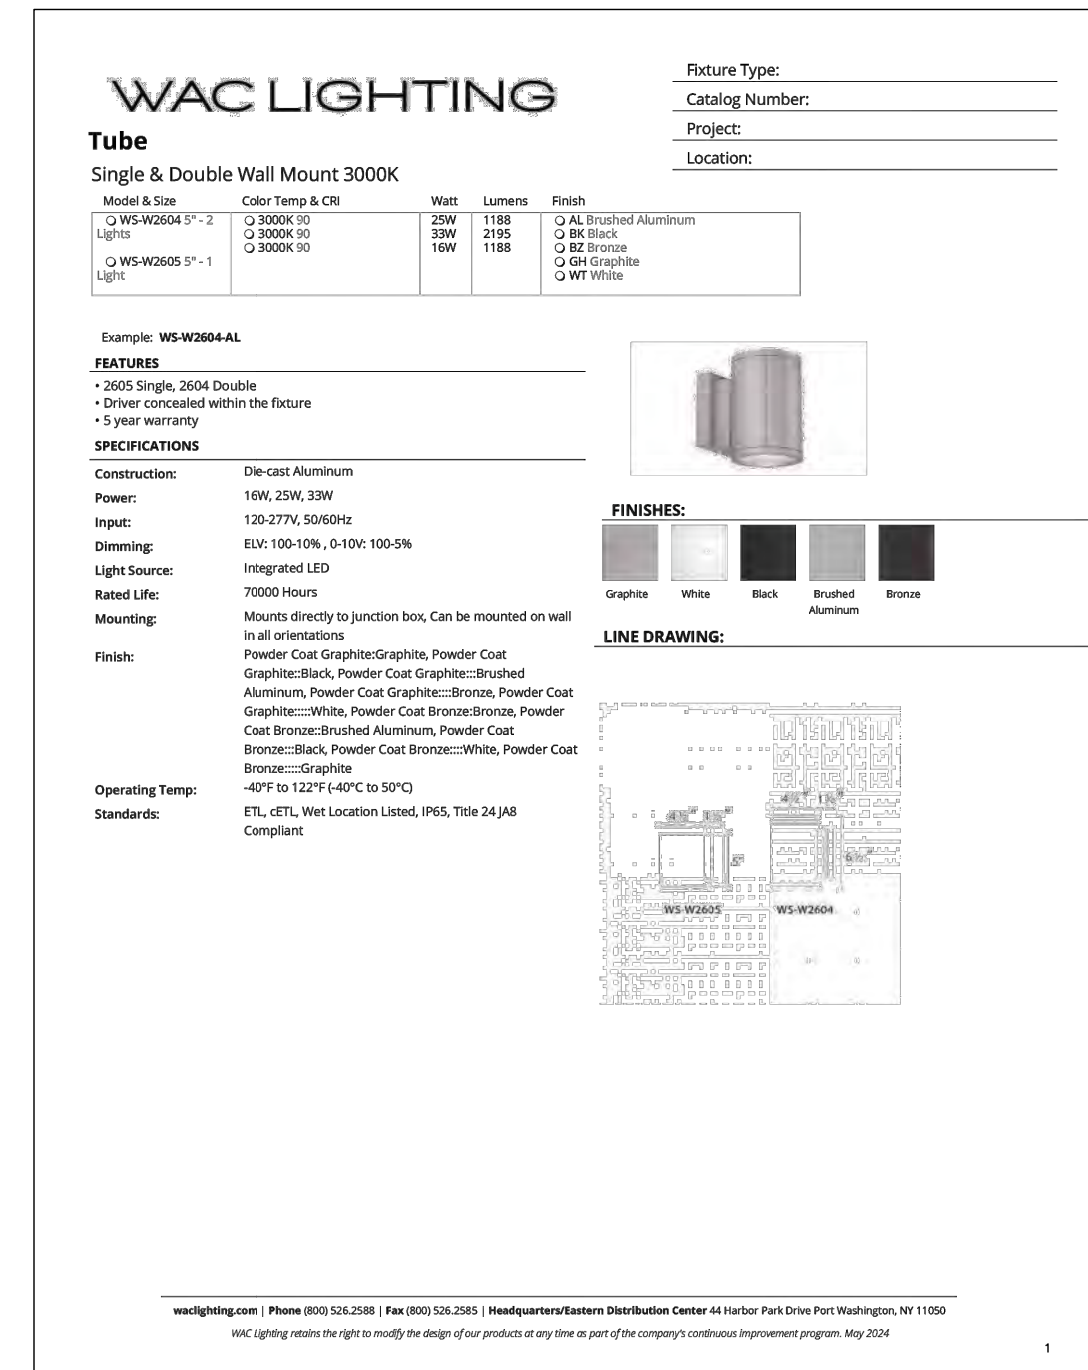 WAC LIGHTING
Fixture Type:
Catalog Number:
Project:
Location:
Tube
Single & Double Wall Mount 3000K
Model & Size Color Temp & CRI Watt Lumens Finish
WS-W2604 5" - 2 3000K 90 25W 1188 AL Brushed Aluminum
Lights 3000K 90 33W 2195 BK Black
3000K 90 16W 1188 BZ Bronze
WS-W2605 5" - 1 GH Graphite
Light WT White
Example: WS-W2604-AL
FEATURES
• 2605 Single, 2604 Double
• Driver concealed within the fixture
• 5 year warranty
SPECIFICATIONS
Construction: Die-cast Aluminum
Power: 16W, 25W, 33W
Input: 120-277V, 50/60Hz
Dimming: ELV: 100-10% , 0-10V: 100-5%
Light Source: Integrated LED
Rated Life: 70000 Hours
Mounting: Mounts directly to junction box, Can be mounted on wall
in all orientations
Finish: Powder Coat Graphite:Graphite, Powder Coat
Graphite::Black, Powder Coat Graphite:::Brushed
Aluminum, Powder Coat Graphite::::Bronze, Powder Coat
Graphite:::::White, Powder Coat Bronze:Bronze, Powder
Coat Bronze::Brushed Aluminum, Powder Coat
Bronze:::Black, Powder Coat Bronze::::White, Powder Coat
Bronze:::::Graphite
Operating Temp: -40°F to 122°F (-40°C to 50°C)
Standards: ETL, cETL, Wet Location Listed, IP65, Title 24 JA8
Compliant
FINISHES:
Graphite White Black Brushed Bronze
Aluminum
LINE DRAWING:
5"
WS-W2605 WS-W2604
waclighting.com | Phone (800) 526.2588 | Fax (800) 526.2585 | Headquarters/Eastern Distribution Center 44 Harbor Park Drive Port Washington, NY 11050
WAC Lighting retains the right to modify the design of our products at any time as part of the company's continuous improvement program. May 2024
1